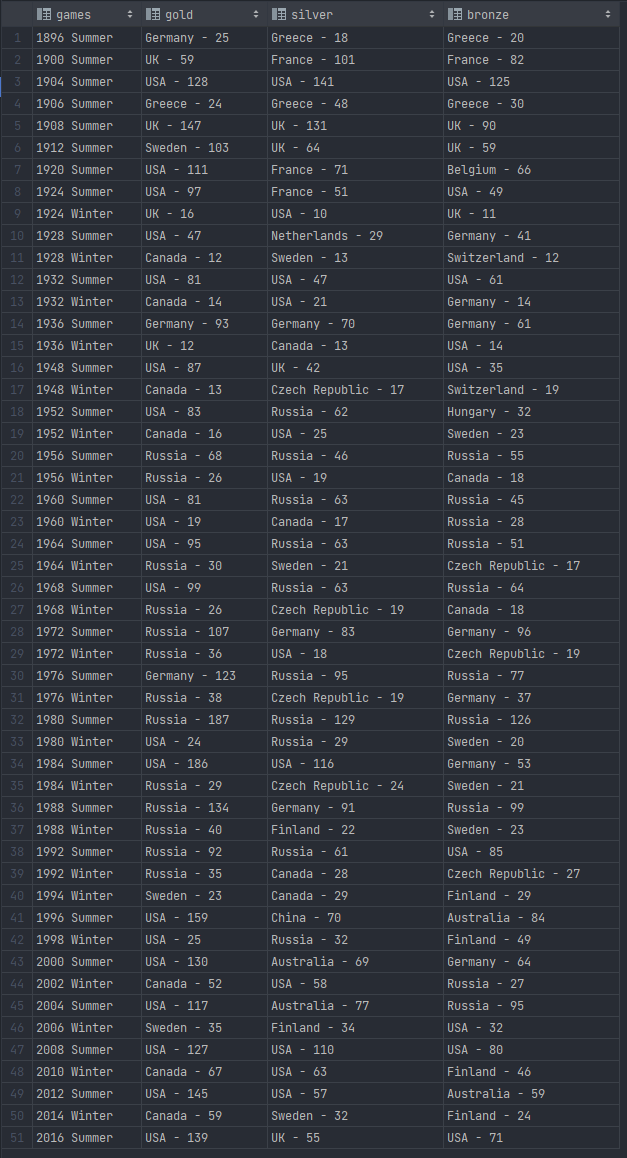 games gold silver bronze
1 1896 Summer Germany - 25 Greece - 18 Greece - 20
2 1900 Summer UK - 59 France - 101 France - 82
3 1904 Summer USA - 128 USA - 141 USA - 125
4 1906 Summer Greece - 24 Greece - 48 Greece - 30
5 1908 Summer UK - 147 UK - 131 UK - 90
6 1912 Summer Sweden - 103 UK - 64 UK - 59
7 1920 Summer USA - 111 France - 71 Belgium - 66
8 1924 Summer USA - 97 France - 51 USA - 49
9 1924 Winter UK - 16 USA - 10 UK - 11
10 1928 Summer USA - 47 Netherlands - 29 Germany - 41
11 1928 Winter Canada - 12 Sweden - 13 Switzerland - 12
12 1932 Summer USA - 81 USA - 47 USA - 61
13 1932 Winter Canada - 14 USA - 21 Germany - 14
14 1936 Summer Germany - 93 Germany - 70 Germany - 61
15 1936 Winter UK - 12 Canada - 13 USA - 14
16 1948 Summer USA - 87 UK - 42 USA - 35
17 1948 Winter Canada - 13 Czech Republic - 17 Switzerland - 19
18 1952 Summer USA - 83 Russia - 62 Hungary - 32
19 1952 Winter Canada - 16 USA - 25 Sweden - 23
20 1956 Summer Russia - 68 Russia - 46 Russia - 55
21 1956 Winter Russia - 26 USA - 19 Canada - 18
22 1960 Summer USA - 81 Russia - 63 Russia - 45
23 1960 Winter USA - 19 Canada - 17 Russia - 28
24 1964 Summer USA - 95 Russia - 63 Russia - 51
25 1964 Winter Russia - 30 Sweden - 21 Czech Republic - 17
26 1968 Summer USA - 99 Russia - 63 Russia - 64
27 1968 Winter Russia - 26 Czech Republic - 19 Canada - 18
28 1972 Summer Russia - 107 Germany - 83 Germany - 96
29 1972 Winter Russia - 36 USA - 18 Czech Republic - 19
30 1976 Summer Germany - 123 Russia - 95 Russia - 77
31 1976 Winter Russia - 38 Czech Republic - 19 Germany - 37
32 1980 Summer Russia - 187 Russia - 129 Russia - 126
33 1980 Winter USA - 24 Russia - 29 Sweden - 20
34 1984 Summer USA - 186 USA - 116 Germany - 53
35 1984 Winter Russia - 29 Czech Republic - 24 Sweden - 21
36 1988 Summer Russia - 134 Germany - 91 Russia - 99
37 1988 Winter Russia - 40 Finland - 22 Sweden - 23
38 1992 Summer Russia - 92 Russia - 61 USA - 85
39 1992 Winter Russia - 35 Canada - 28 Czech Republic - 27
40 1994 Winter Sweden - 23 Canada - 29 Finland - 29
41 1996 Summer USA - 159 China - 70 Australia - 84
42 1998 Winter USA - 25 Russia - 32 Finland - 49
43 2000 Summer USA - 130 Australia - 69 Germany - 64
44 2002 Winter Canada - 52 USA - 58 Russia - 27
45 2004 Summer USA - 117 Australia - 77 Russia - 95
46 2006 Winter Sweden - 35 Finland - 34 USA - 32
47 2008 Summer USA - 127 USA - 110 USA - 80
48 2010 Winter Canada - 67 USA - 63 Finland - 46
49 2012 Summer USA - 145 USA - 57 Australia - 59
50 2014 Winter Canada - 59 Sweden - 32 Finland - 24
51 2016 Summer USA - 139 UK - 55 USA - 71